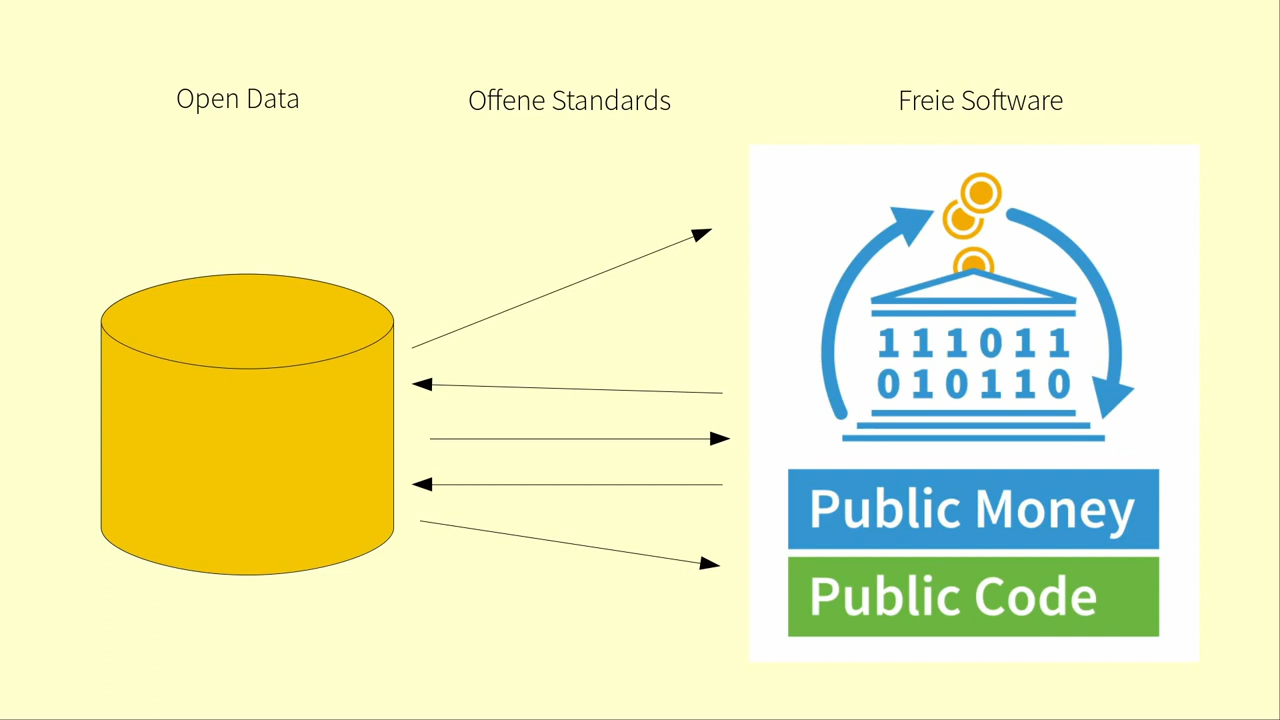 Open Data
Offene Standards
Freie Software
111011
010110
Public Money
Public Code